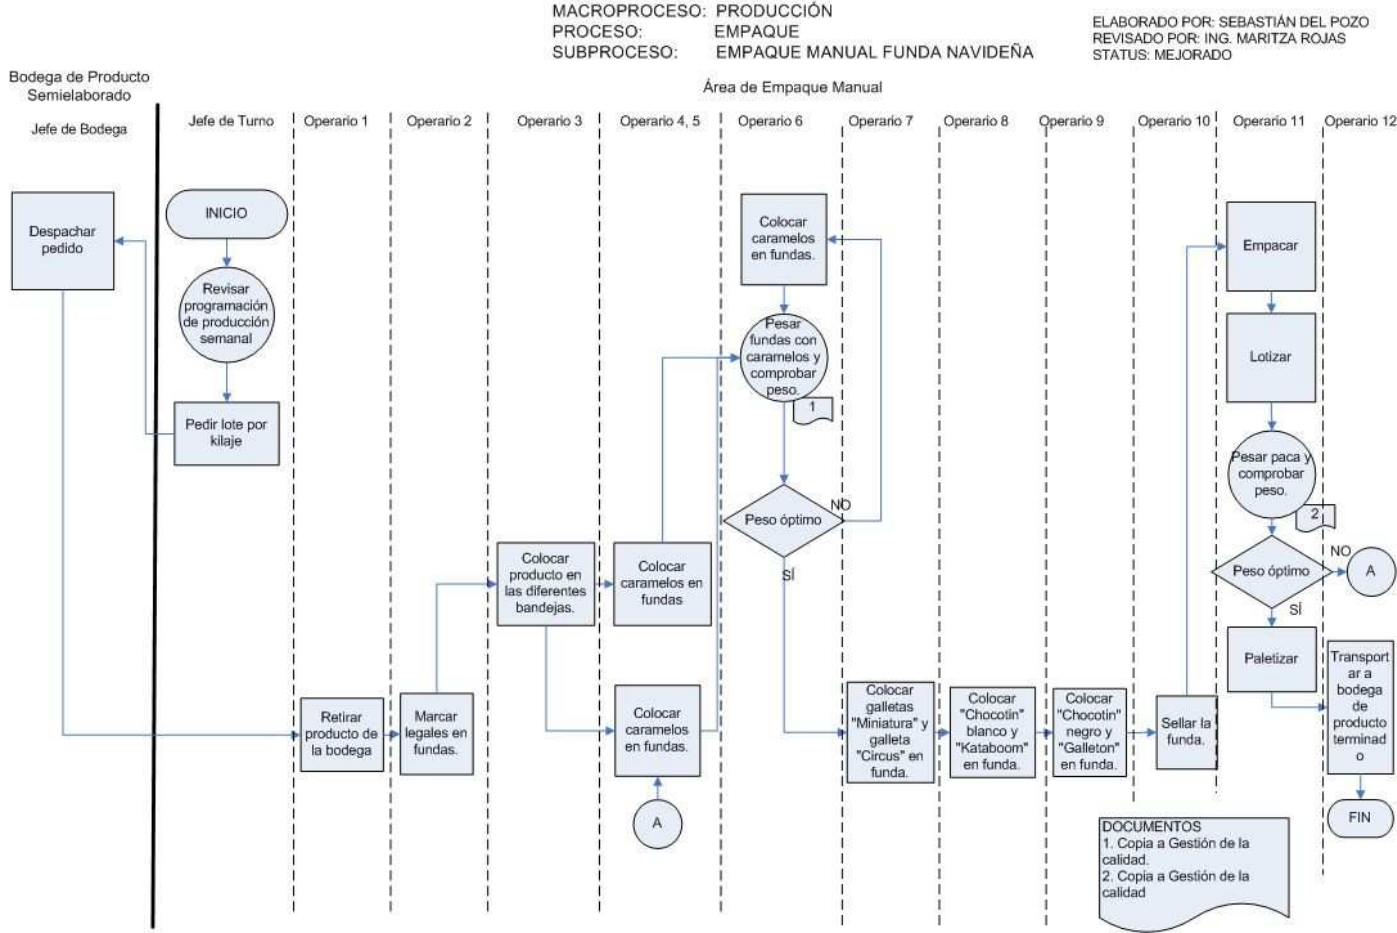 MACROPROCESO: PRODUCCIÓN
PROCESO: EMPAQUE
SUBPROCESO: EMPAQUE MANUAL FUNDA NAVIDEÑA
ELABORADO POR: SEBASTIÁN DEL POZO
REVISADO POR: ING. MARITZA ROJAS
STATUS: MEJORADO
Bodega de Producto
Semielaborado
Área de Empaque Manual
Jefe de Bodega
Jefe de Turno
Operario 1
Operario 2
Operario 3
Operario 4, 5
Operario 6
Operario 7
Operario 8
Operario 9
Operario 10
Operario 11
Operario 12
Despachar
pedido
INICIO
Revisar
programación
de producción
semanal
Pedir lote por
kilaje
Retirar
producto de
la bodega
Marcar
legales en
fundas.
Colocar
producto en
las diferentes
bandejas.
Colocar
caramelos en
fundas
Colocar
caramelos
en fundas.
A
Colocar
caramelos
en fundas.
Pesar
fundas con
caramelos y
comprobar
peso.
1
Peso óptimo
NO
SÍ
Colocar
galletas
"Miniatura" y
galleta
"Circus" en
funda.
Colocar
"Chocotin"
blanco y
"Kataboom"
en funda.
Colocar
"Chocotin"
negro y
"Galleton"
en funda.
Sellar la
funda.
Empacar
Lotizar
Pesar paca y
comprobar
peso.
2
Peso óptimo
NO
A
SÍ
Paletizar
Transport
ar a
bodega
de
producto
terminad
o
FIN
DOCUMENTOS
1. Copia a Gestión de la
calidad.
2. Copia a Gestión de la
calidad